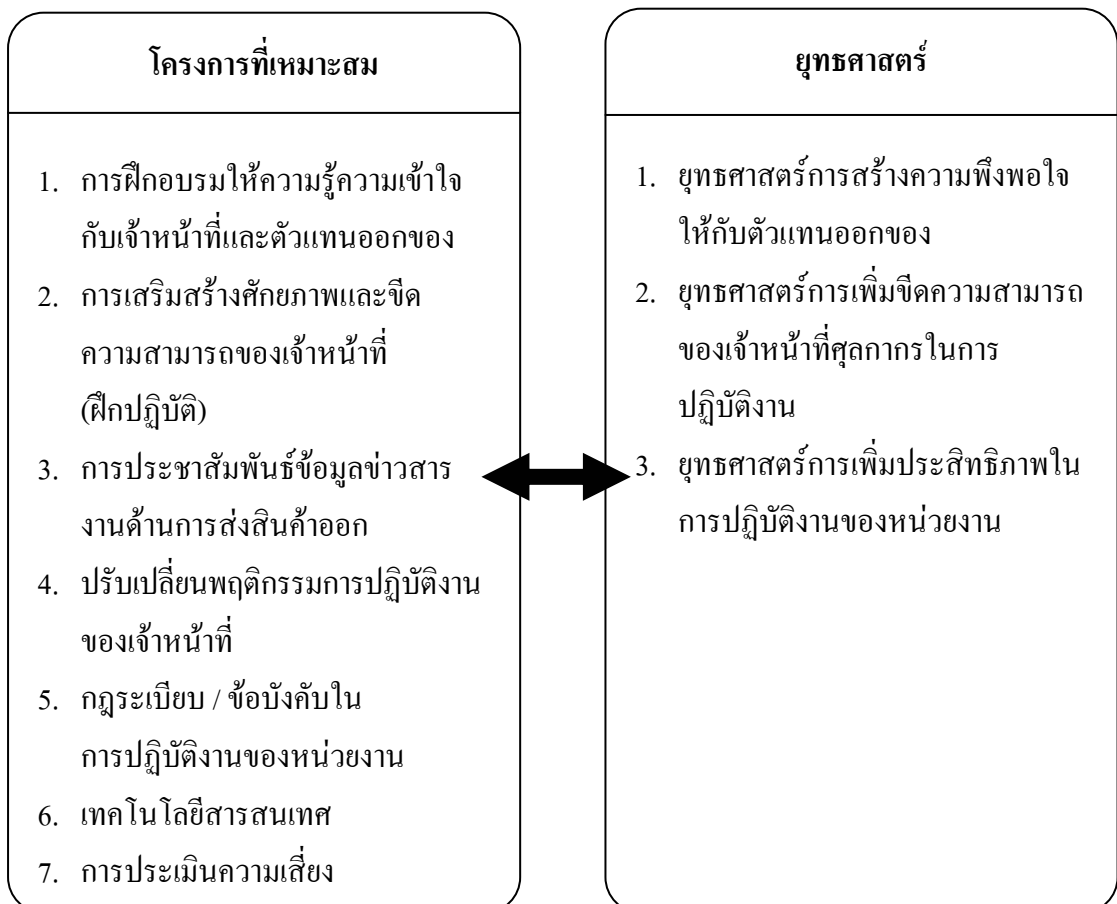 โครงการที่เหมาะสม
1. การฝึกอบรมให้ความรู้ความเข้าใจ
กับเจ้าหน้าที่และตัวแทนออกของ
2. การเสริมสร้างศักยภาพและขีด
ความสามารถของเจ้าหน้าที่
(ฝึกปฏิบัติ)
3. การประชาสัมพันธ์ข้อมูลข่าวสาร
งานด้านการส่งสินค้าออก
4. ปรับเปลี่ยนพฤติกรรมการปฏิบัติงาน
ของเจ้าหน้าที่
5. กฎระเบียบ / ข้อบังคับใน
การปฏิบัติงานของหน่วยงาน
6. เทคโนโลยีสารสนเทศ
7. การประเมินความเสี่ยง
ยุทธศาสตร์
1. ยุทธศาสตร์การสร้างความพึงพอใจ
ให้กับตัวแทนออกของ
2. ยุทธศาสตร์การเพิ่มขีดความสามารถ
ของเจ้าหน้าที่ศุลกากรในการ
ปฏิบัติงาน
3. ยุทธศาสตร์การเพิ่มประสิทธิภาพใน
การปฏิบัติงานของหน่วยงาน